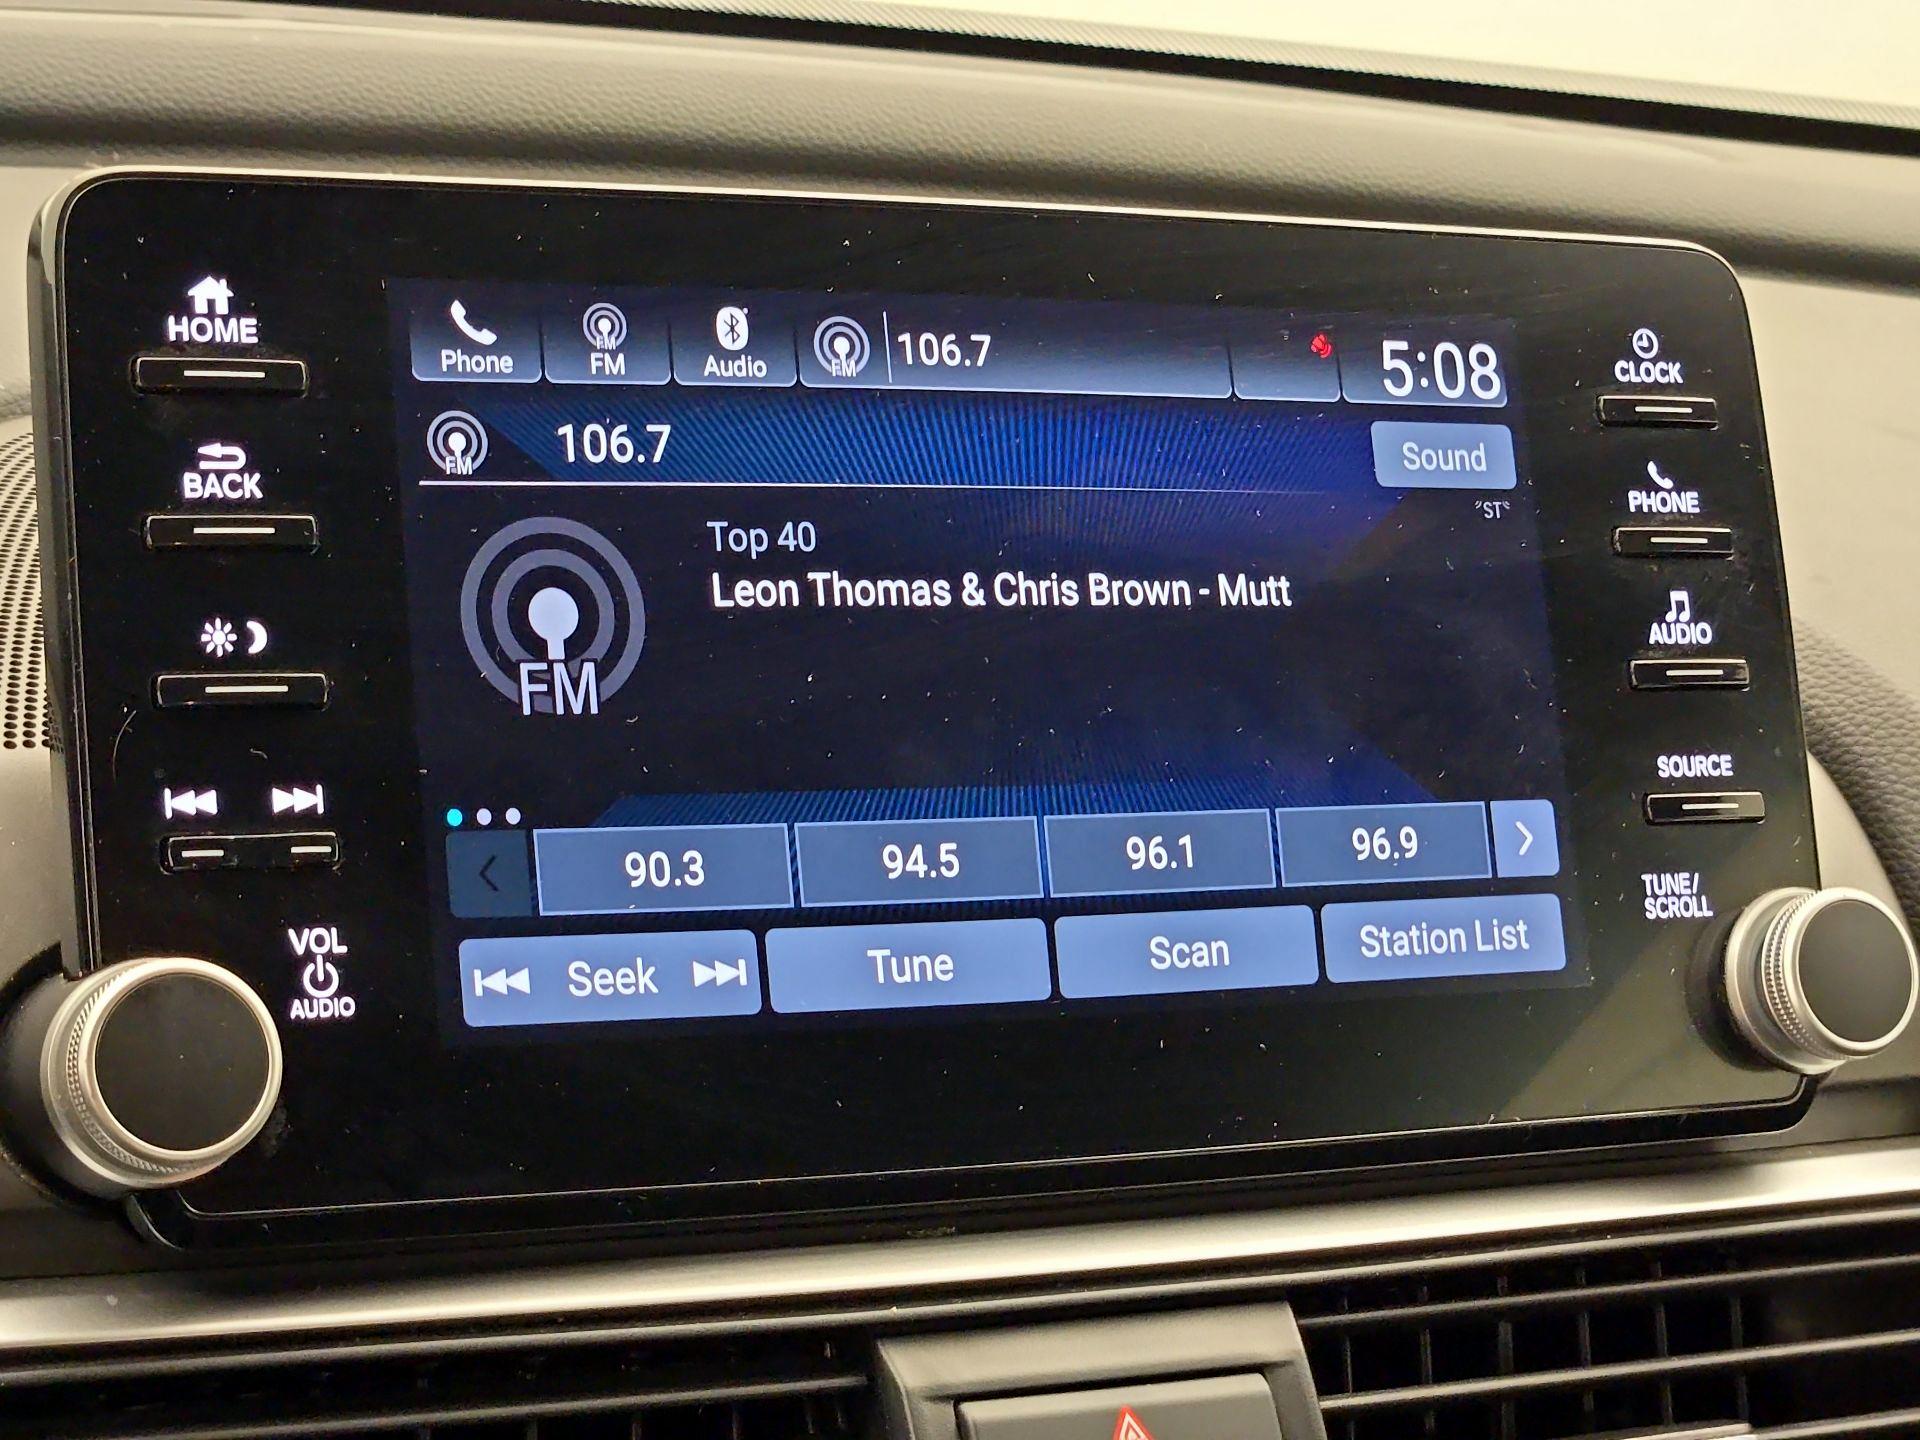 HOME
BACK
VOL
AUDIO
Phone
FM
FM
Audio
FM
106.7
5:08
FM
106.7
Sound
ST
Top 40
Leon Thomas & Chris Brown - Mutt
FM
90.3
94.5
96.1
96.9
Seek
Tune
Scan
Station List
CLOCK
PHONE
AUDIO
SOURCE
TUNE/
SCROLL